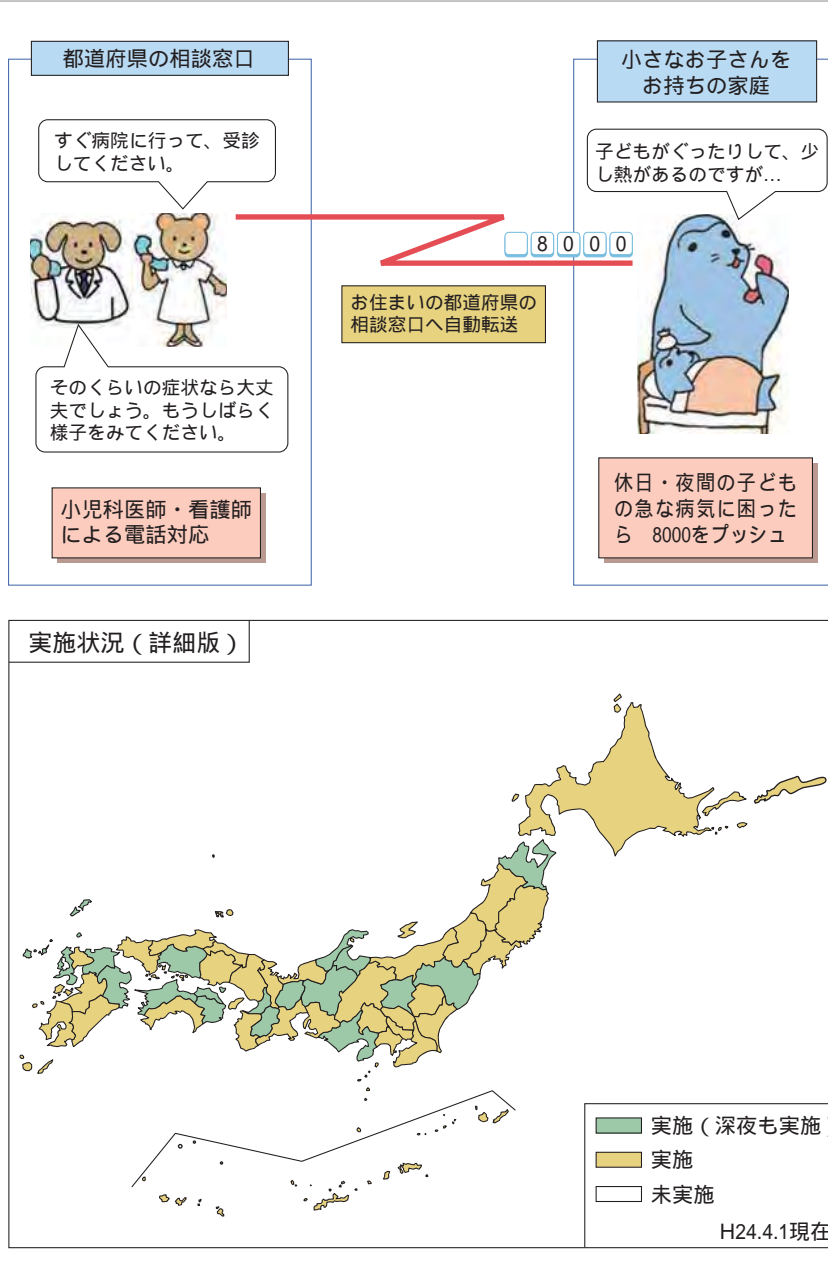 都道府県の相談窓口
小さなお子さんを
お持ちの家庭
すぐ病院に行って、受診
してください。
子どもがぐったりして、少
し熱があるのですが…
8000
お住まいの都道府県の
相談窓口へ自動転送
そのくらいの症状なら大丈
夫でしょう。もうしばらく
様子をみてください。
小児科医師・看護師
による電話対応
休日・夜間の子ども
の急な病気に困った
ら　8000をプッシュ
実施状況（詳細版）
実施（深夜も実施）
実施
未実施
H24.4.1現在